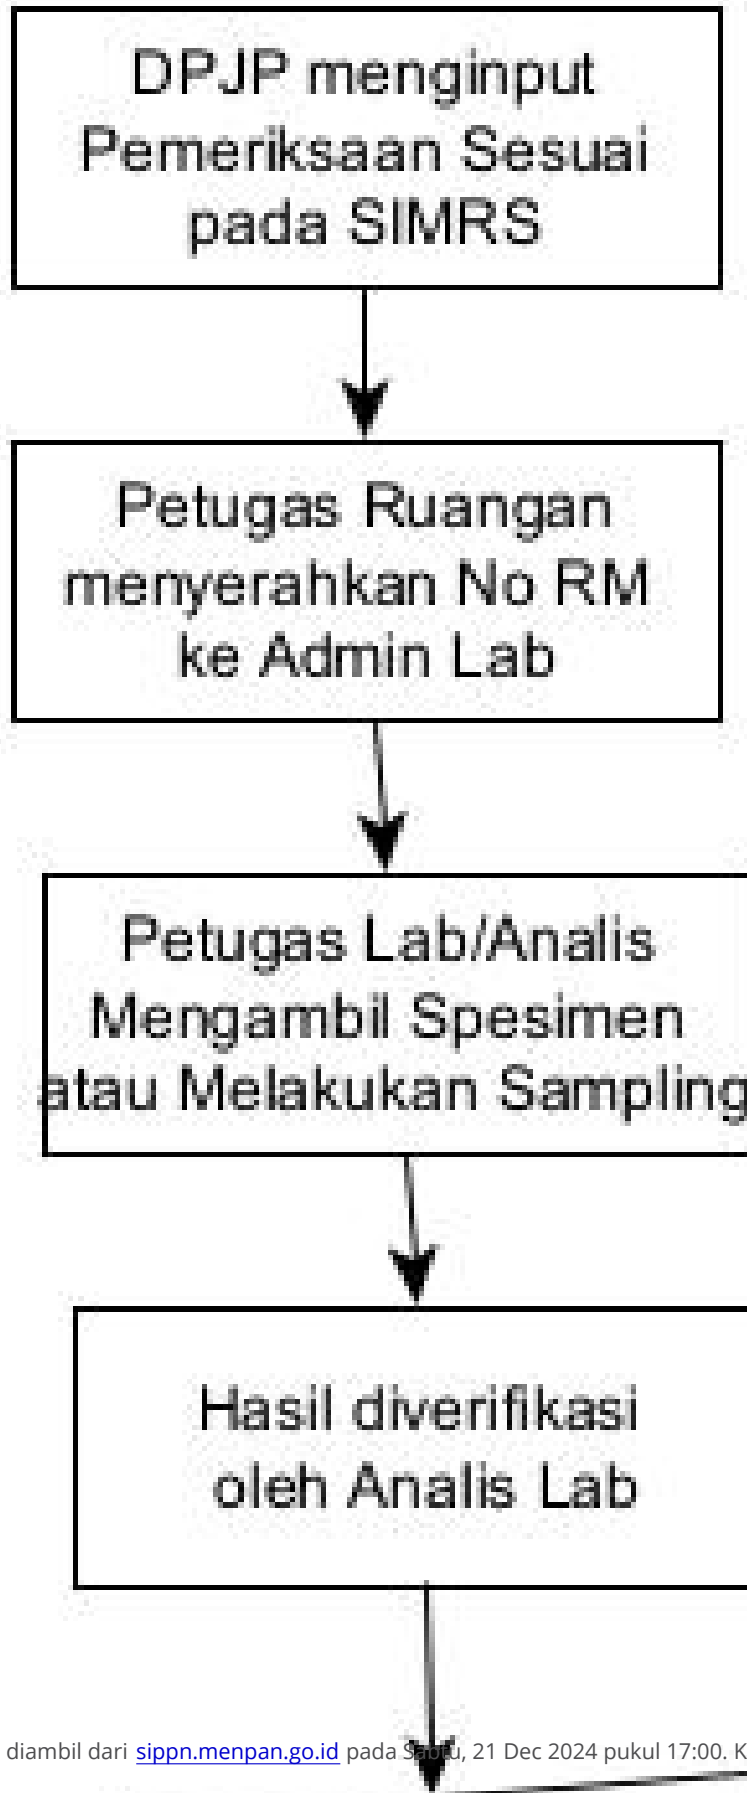 DPJP menginput
Pemeriksaan Sesuai
pada SIMRS
Petugas Ruangan
menyerahkan No RM
ke Admin Lab
Petugas Lab/Analis
Mengambil Spesimen
atau Melakukan Sampling
Hasil diverifikasi
oleh Analis Lab
diambil dari sippn.menpan.go.id pada Sabtu, 21 Dec 2024 pukul 17:00. K